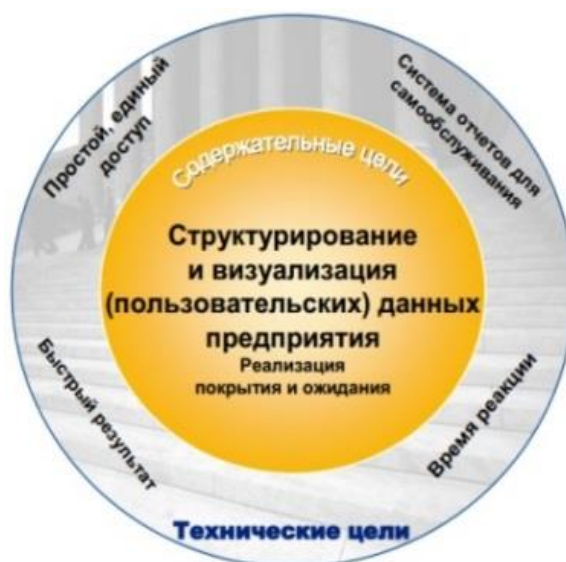 Простой, единый
доступ
Система отчетов для
самообслуживания
Содержательные цели
Структурирование
и визуализация
(пользовательских) данных
предприятия
Реализация
покрытия и ожидания
Быстрый результат
Время реакции
Технические цели